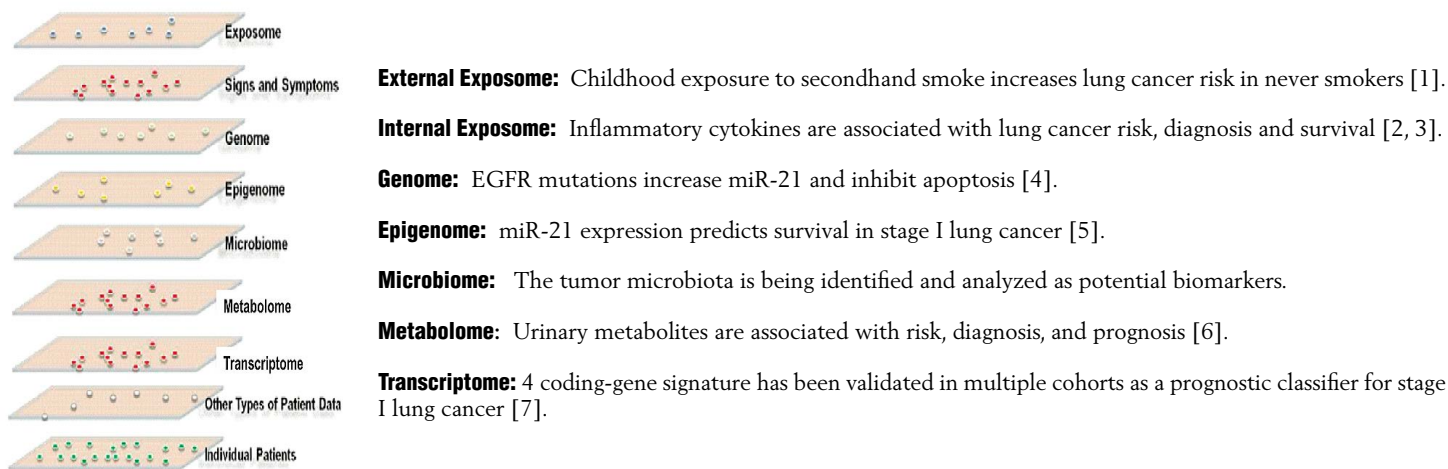 Exposome
Signs and Symptoms
Genome
Epigenome
Microbiome
Metabolome
Transcriptome
Other Types of Patient Data
Individual Patients
External Exposome: Childhood exposure to secondhand smoke increases lung cancer risk in never smokers [1].
Internal Exposome: Inflammatory cytokines are associated with lung cancer risk, diagnosis and survival [2, 3].
Genome: EGFR mutations increase miR-21 and inhibit apoptosis [4].
Epigenome: miR-21 expression predicts survival in stage I lung cancer [5].
Microbiome: The tumor microbiota is being identified and analyzed as potential biomarkers.
Metabolome: Urinary metabolites are associated with risk, diagnosis, and prognosis [6].
Transcriptome: 4 coding-gene signature has been validated in multiple cohorts as a prognostic classifier for stage
I lung cancer [7].